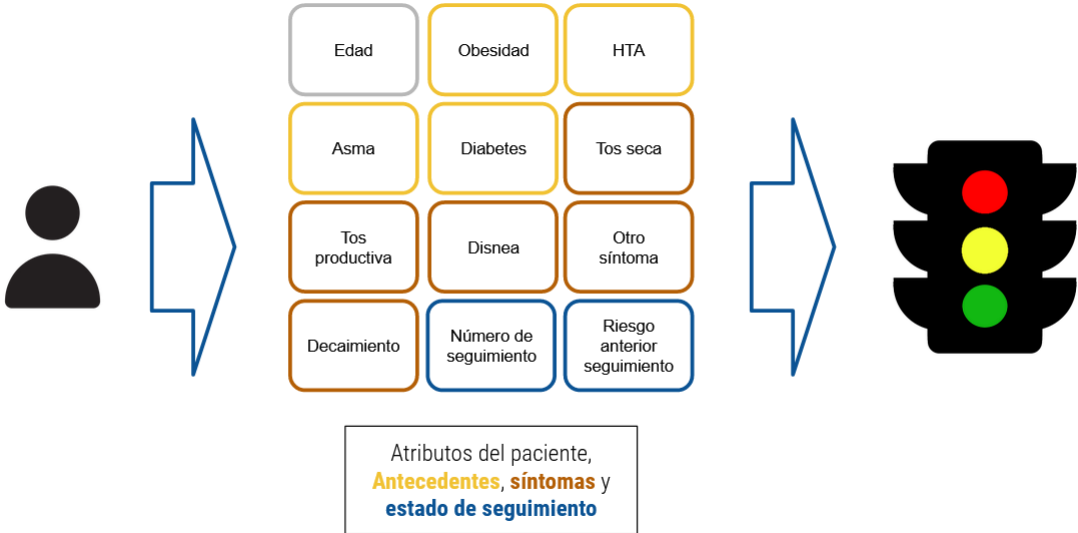 Edad
Obesidad
HTA
Asma
Diabetes
Tos seca
Tos
productiva
Disnea
Otro
síntoma
Decaimiento
Número de
seguimiento
Riesgo
anterior
seguimiento
Atributos del paciente,
Antecedentes, síntomas y
estado de seguimiento